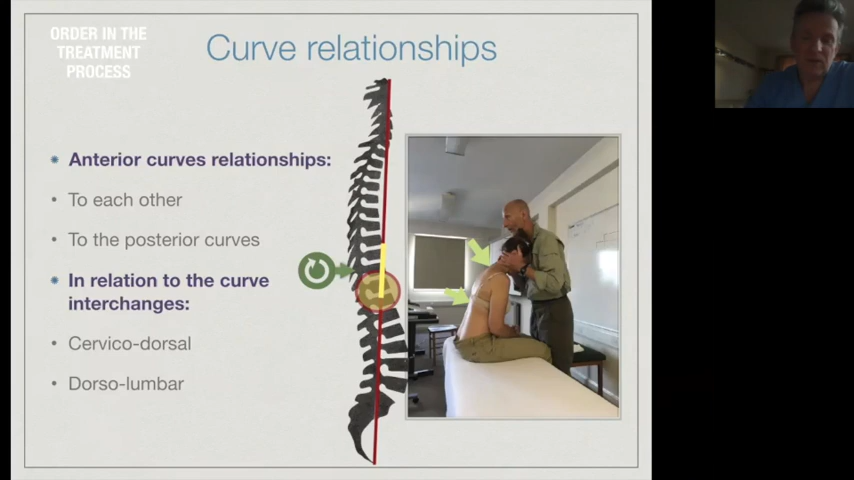 ORDER IN THE
TREATMENT
PROCESS
Curve relationships
Anterior curves relationships:
To each other
To the posterior curves
In relation to the curve
interchanges:
Cervico-dorsal
Dorso-lumbar